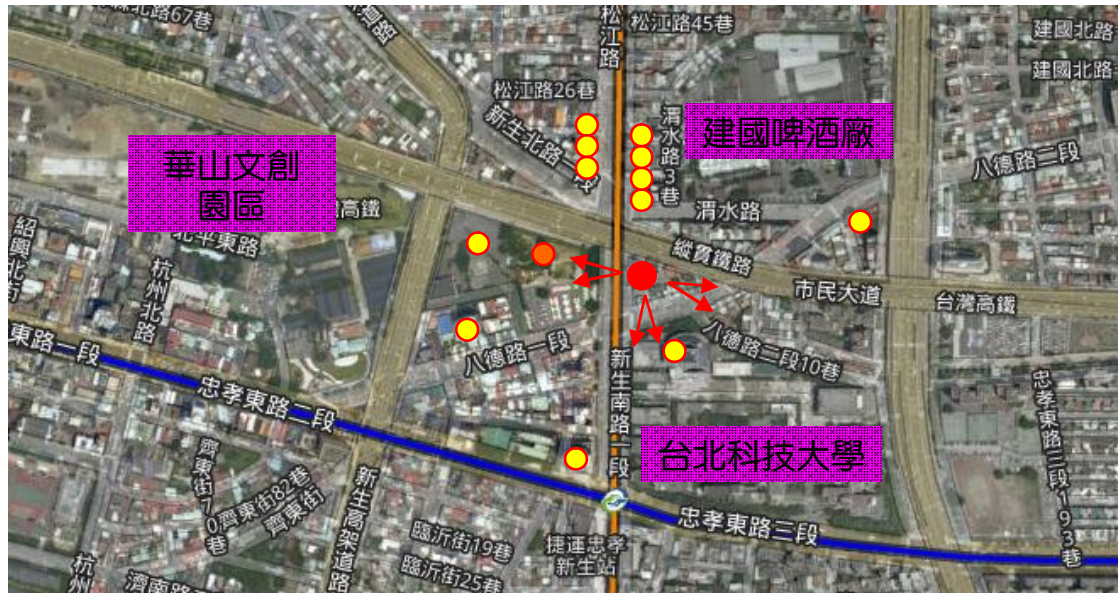 松江路
松江路45巷
建國北路
建國北路
松江路26巷
新生北路一段
渭水路3巷
建國啤酒廠
八德路二段
華山文創
園區
高鐵
渭水路
北平東路
紹興北街
杭州北路
縱貫鐵路
市民大道
台灣高鐵
東路一段
八德路一段
八德路二段10巷
新生南路一段
忠孝東路二段
台北科技大學
忠孝東路三段193巷
齊東街70巷
齊東街82巷
齊東街
新生高架道路
臨沂街19巷
捷運忠孝
新生站
忠孝東路三段
臨沂街25巷
杭州
濟南路